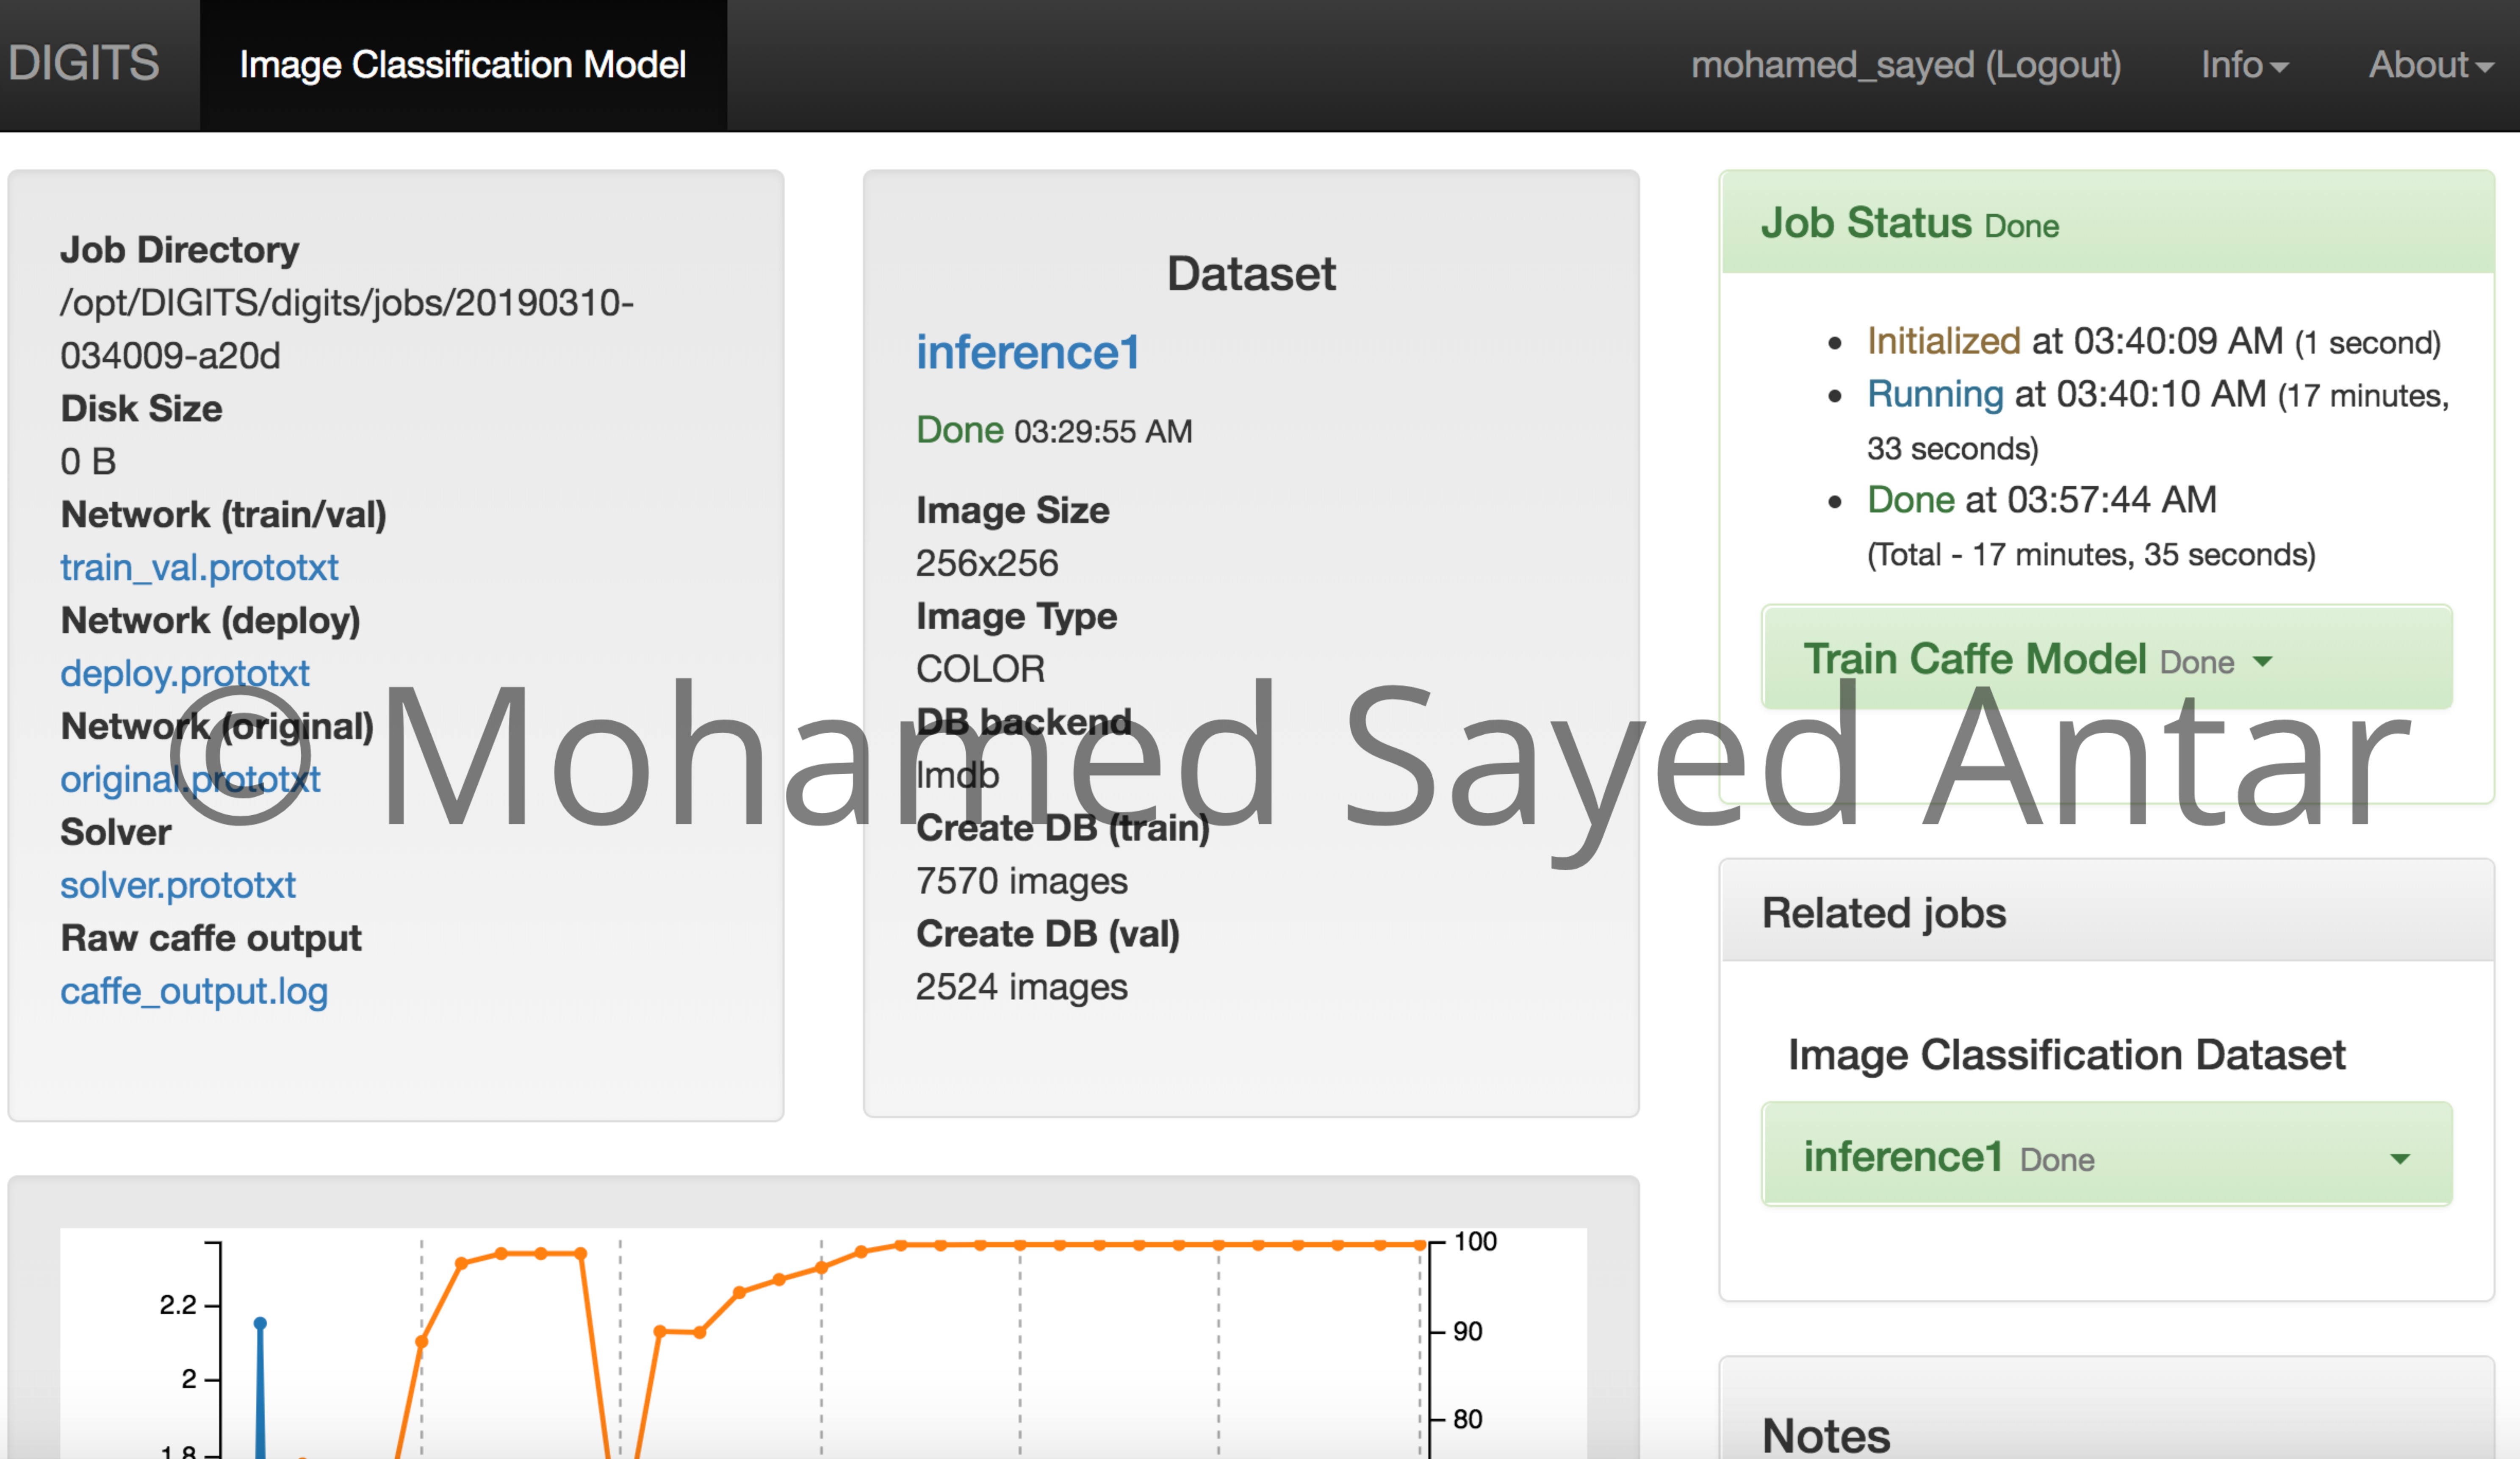 DIGITS
Image Classification Model
mohamed_sayed (Logout)
Info
About
Job Directory
/opt/DIGITS/digits/jobs/20190310-
034009-a20d
Disk Size
0 B
Network (train/val)
train_val.prototxt
Network (deploy)
deploy.prototxt
Network (original)
original.prototxt
Solver
solver.prototxt
Raw caffe output
caffe_output.log
Dataset
inference1
Done 03:29:55 AM
Image Size
256x256
Image Type
COLOR
DB backend
lmdb
Create DB (train)
7570 images
Create DB (val)
2524 images
Job Status Done
Initialized at 03:40:09 AM (1 second)
Running at 03:40:10 AM (17 minutes,
33 seconds)
Done at 03:57:44 AM
(Total - 17 minutes, 35 seconds)
Train Caffe Model Done
© Mohamed Sayed Antar
Related jobs
Image Classification Dataset
inference1 Done
Notes
2.2
2
1.8
100
90
80